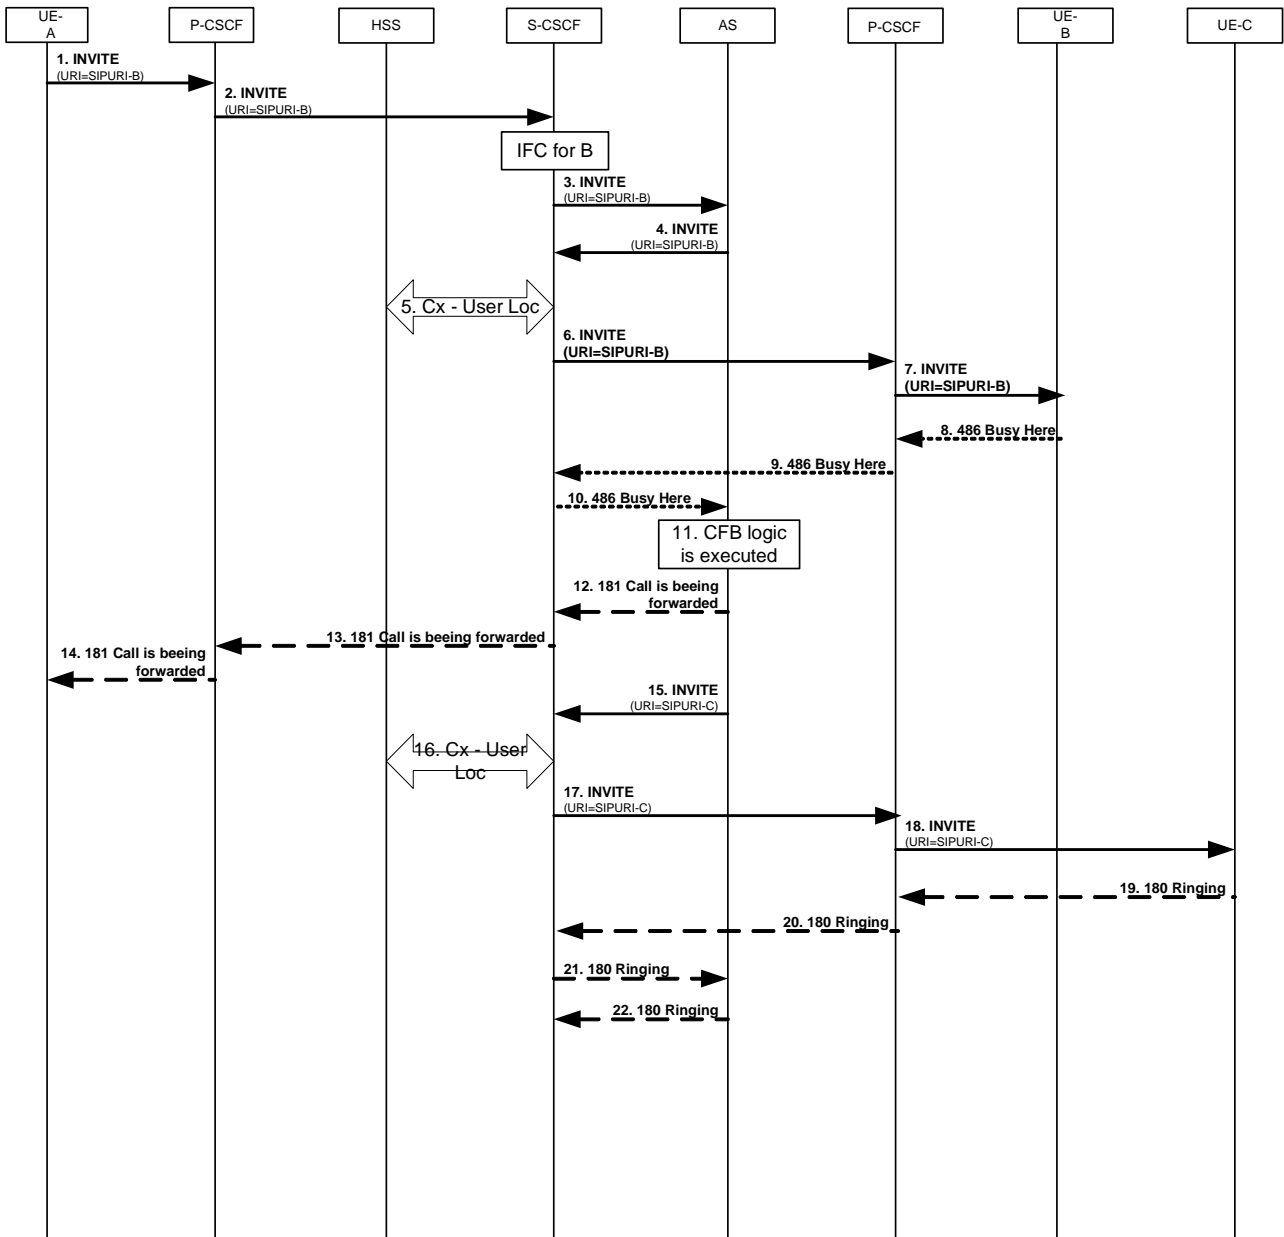 UE-
A
P-CSCF
HSS
S-CSCF
AS
P-CSCF
UE-
B
UE-C
1. INVITE
(URI=SIPURI-B)
2. INVITE
(URI=SIPURI-B)
IFC for B
3. INVITE
(URI=SIPURI-B)
4. INVITE
(URI=SIPURI-B)
5. Cx - User Loc
6. INVITE
(URI=SIPURI-B)
7. INVITE
(URI=SIPURI-B)
8. 486 Busy Here
9. 486 Busy Here
10. 486 Busy Here
11. CFB logic
is executed
12. 181 Call is beeing
forwarded
13. 181 Call is beeing forwarded
14. 181 Call is beeing
forwarded
15. INVITE
(URI=SIPURI-C)
16. Cx - User
Loc
17. INVITE
(URI=SIPURI-C)
18. INVITE
(URI=SIPURI-C)
19. 180 Ringing
20. 180 Ringing
21. 180 Ringing
22. 180 Ringing